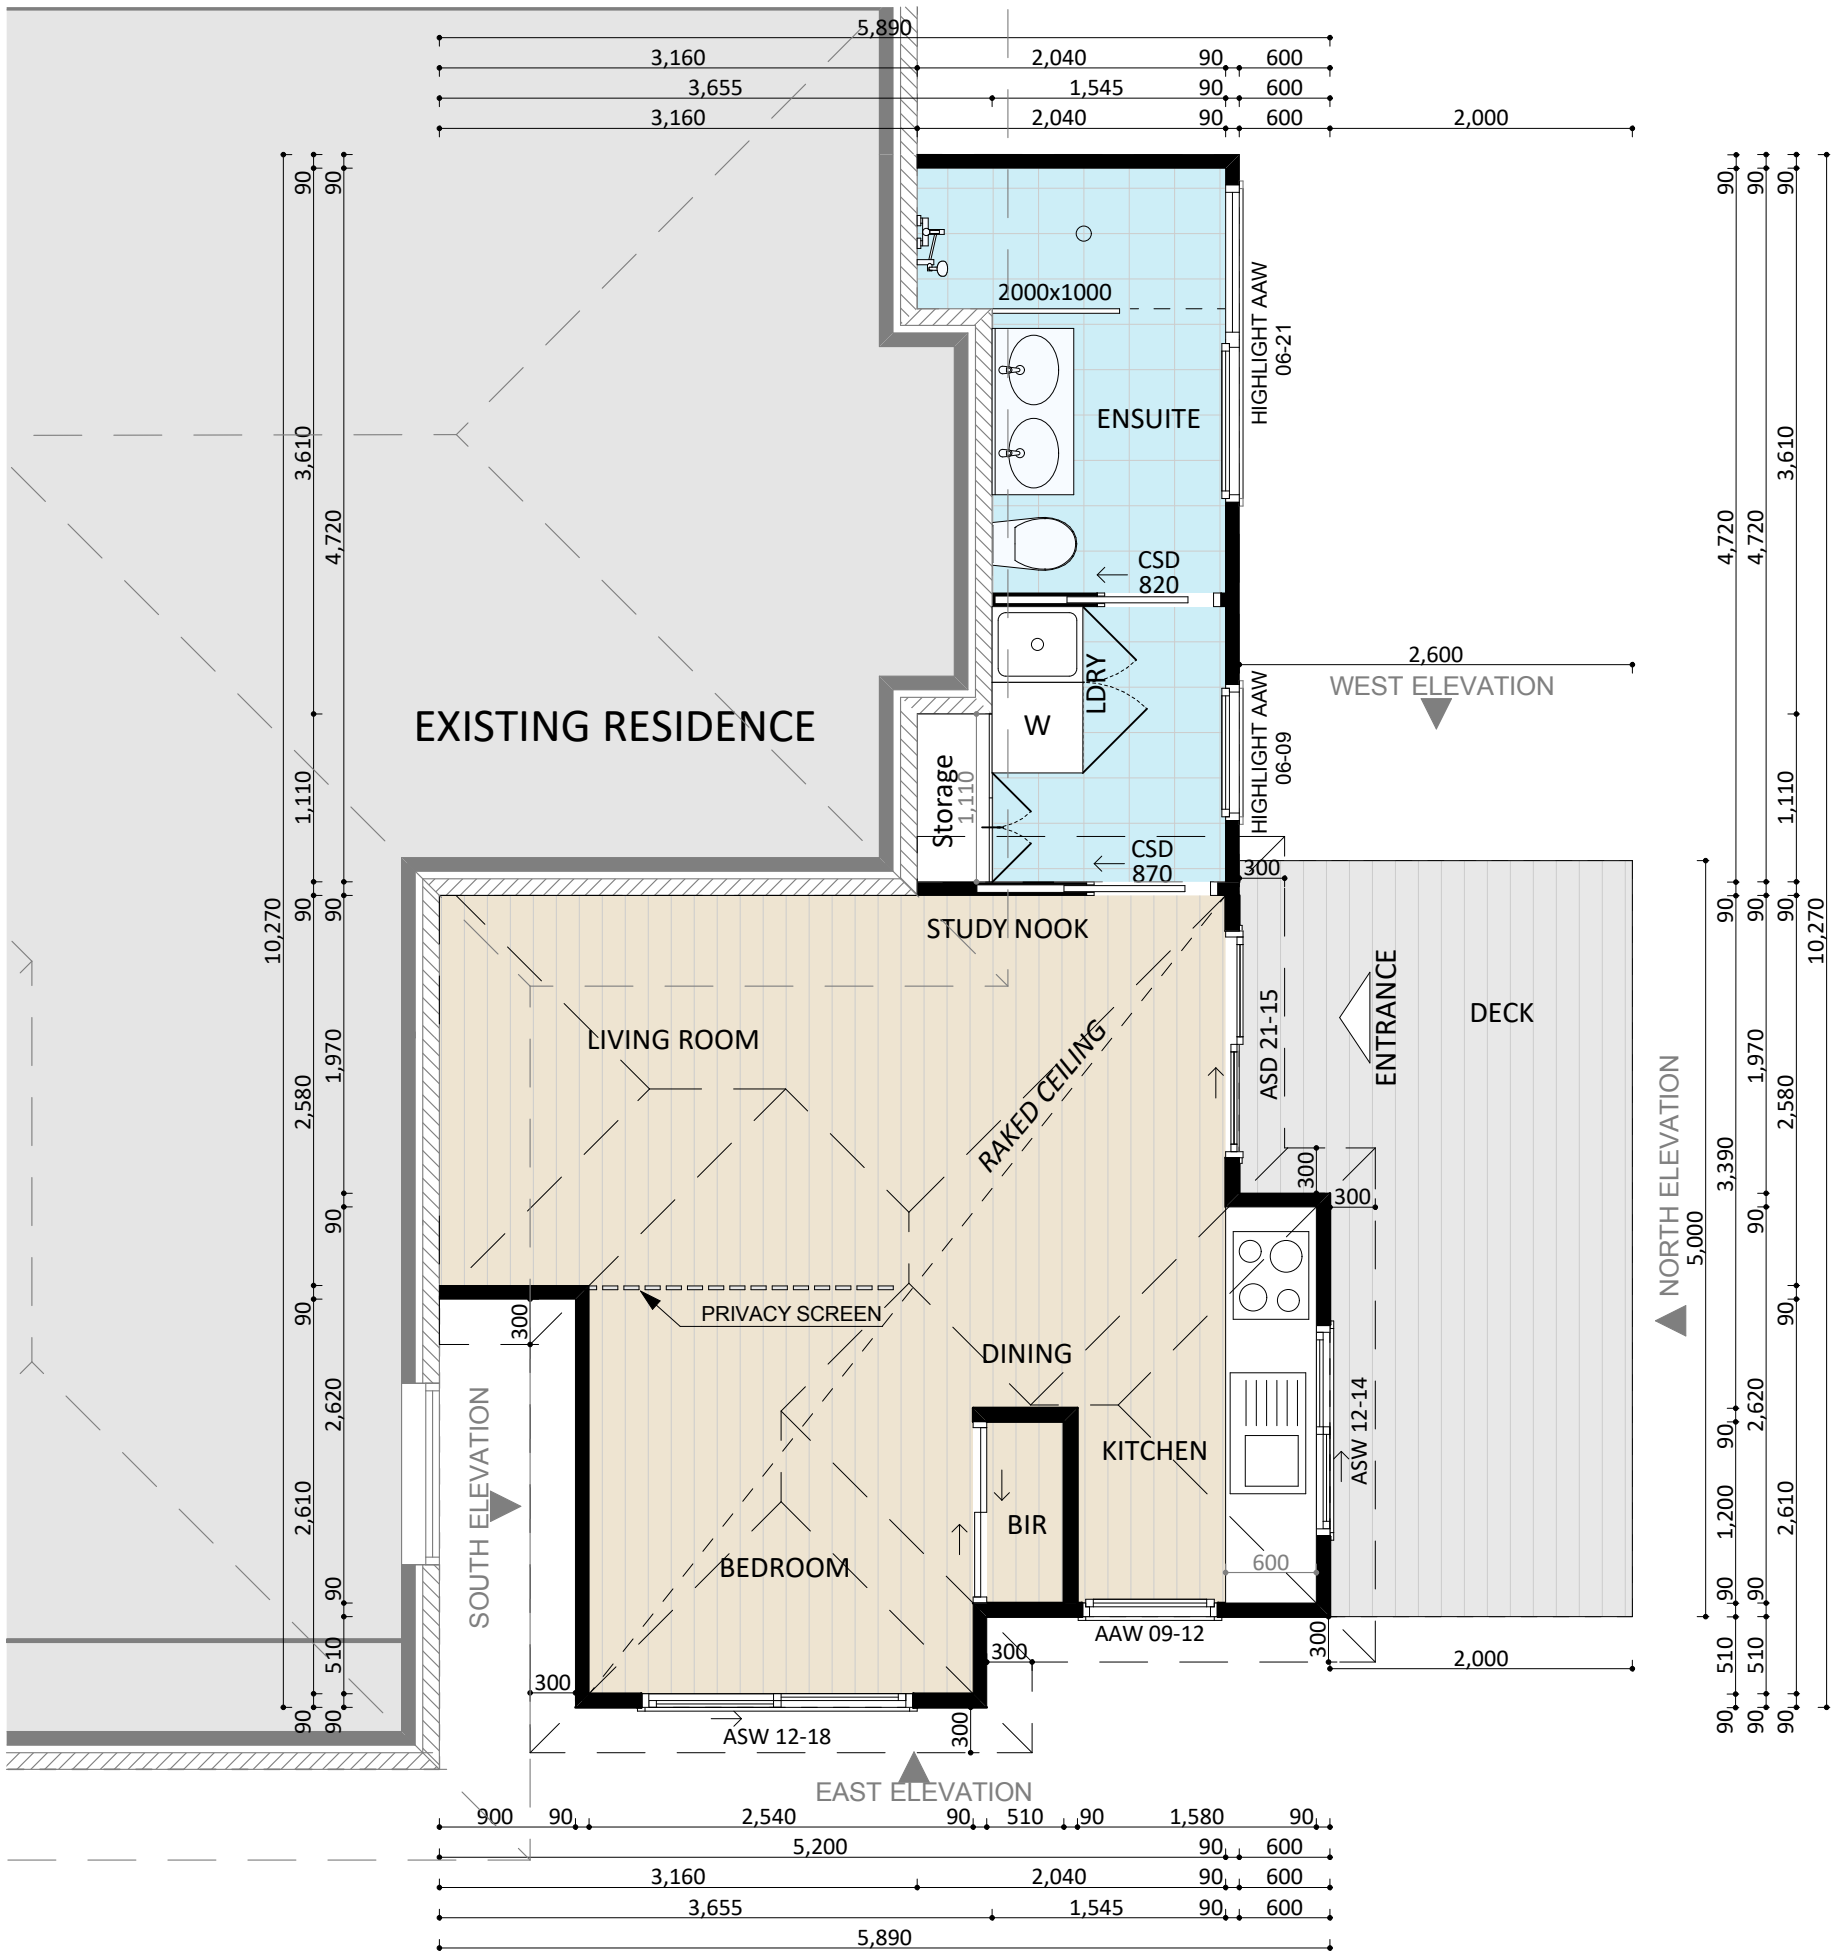 5,890
3,160 2,040 90 600
3,655 1,545 90 600
3,160 2,040 90 600 2,000
90 90
3,610
4,720
1,110
90 90
10,270
1,970
2,580
90
90
2,620
2,610
90
510
90 90
2000x1000
HIGHLIGHT AAW
06-21
ENSUITE
CSD
820
LDRY
W
Storage
1,110
HIGHLIGHT AAW
06-09
CSD
870
2,600
WEST ELEVATION
EXISTING RESIDENCE
300
STUDY NOOK
LIVING ROOM
RAKED CEILING
ASD 21-15
ENTRANCE
DECK
300
300
PRIVACY SCREEN
300
DINING
KITCHEN
ASW 12-14
BIR
BEDROOM
600
SOUTH ELEVATION
NORTH ELEVATION
5,000
AAW 09-12
300
300
300
2,000
300
ASW 12-18
EAST ELEVATION
90 90 90
3,610
4,720 4,720
1,110
90 90 90
10,270
1,970
2,580
3,390
90
90
2,620
90
1,200
2,610
90 90
510 510
90 90 90
900 90 2,540 90 510 90 1,580 90
5,200 90 600
3,160 2,040 90 600
3,655 1,545 90 600
5,890